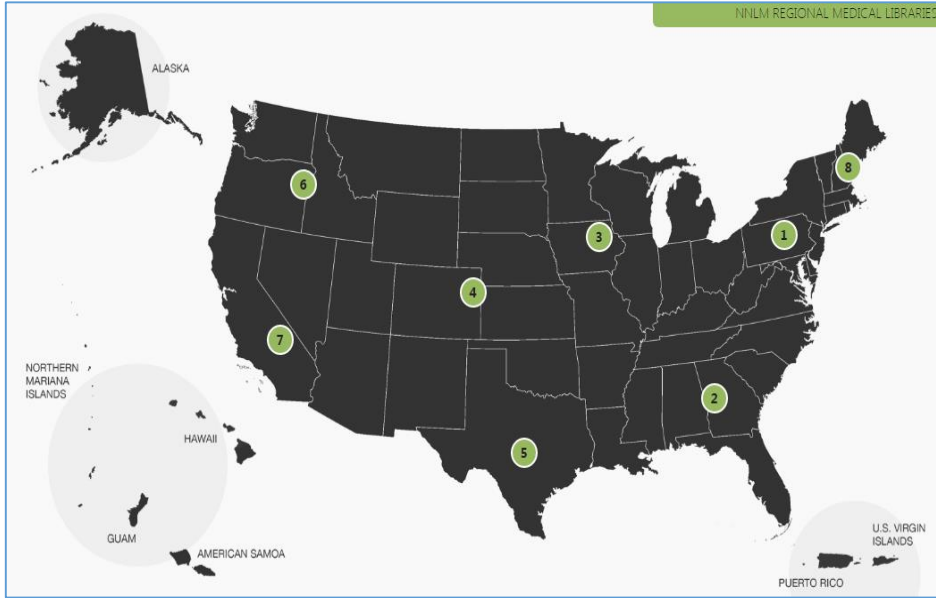 NNLM REGIONAL MEDICAL LIBRARIES
ALASKA
8
6
1
3
4
7
NORTHERN
MARIANA
ISLANDS
2
HAWAII
5
U.S. VIRGIN
ISLANDS
GUAM
AMERICAN SAMOA
PUERTO RICO